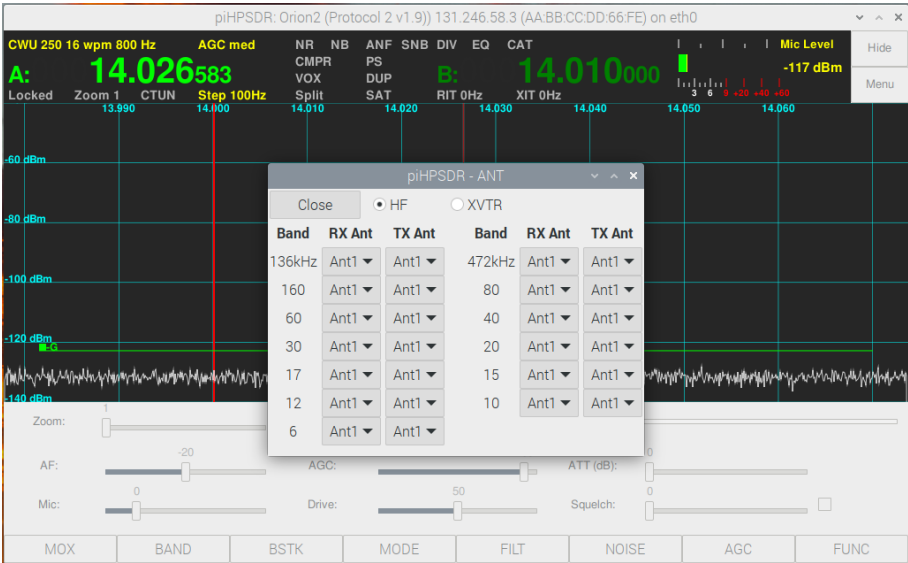 piHPSDR: Orion2 (Protocol 2 v1.9)) 131.246.58.3 (AA:BB:CC:DD:66:FE) on eth0
CWU 250 16 wpm 800 Hz AGC med NR NB ANF SNB DIV EQ CAT Mic Level Hide
CMPR PS
A: 14.026583 VOX DUP B: 14.010000 -117 dBm
Locked Zoom 1 CTUN Step 100Hz Split SAT RIT 0Hz XIT 0Hz 3 6 9 +20 +40 +60 Menu
13.990 14.000 14.010 14.020 14.030 14.040 14.050 14.060
-60 dBm
-80 dBm
-100 dBm
-120 dBm
-G
-140 dBm
piHPSDR - ANT
Close HF XVTR
Band RX Ant TX Ant Band RX Ant TX Ant
136kHz Ant1 Ant1 472kHz Ant1 Ant1
160 Ant1 Ant1 80 Ant1 Ant1
60 Ant1 Ant1 40 Ant1 Ant1
30 Ant1 Ant1 20 Ant1 Ant1
17 Ant1 Ant1 15 Ant1 Ant1
12 Ant1 Ant1 10 Ant1 Ant1
6 Ant1 Ant1
Zoom: 1
AF: -20 AGC: ATT (dB): 0
Mic: 0 Drive: 50 Squelch: 0
MOX BAND BSTK MODE FILT NOISE AGC FUNC